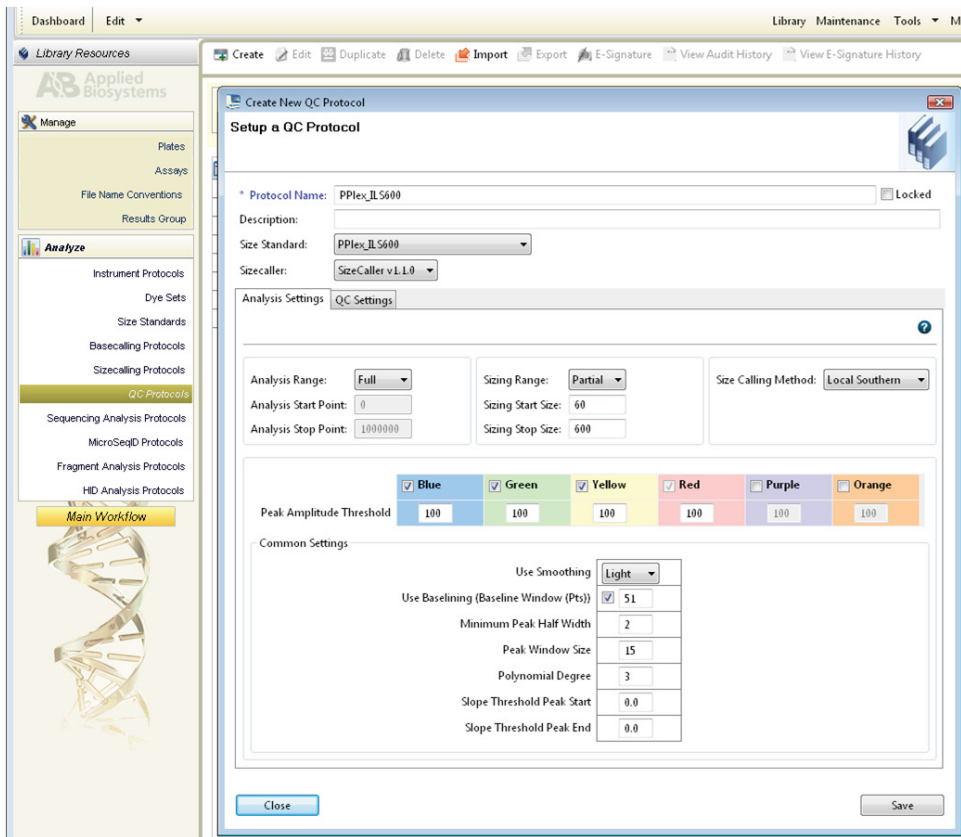 Dashboard Edit Library Maintenance Tools M
Library Resources
Create Edit Duplicate Delete Import Export E-Signature View Audit History View E-Signature History
AB Applied Biosystems
Manage
Plates
Assays
File Name Conventions
Results Group
Analyze
Instrument Protocols
Dye Sets
Size Standards
Basecalling Protocols
Sizecalling Protocols
QC Protocols
Sequencing Analysis Protocols
MicroSeqID Protocols
Fragment Analysis Protocols
HID Analysis Protocols
Main Workflow
Create New QC Protocol
Setup a QC Protocol
* Protocol Name: PPlex_ILS600 Locked
Description:
Size Standard: PPlex_ILS600
Sizecaller: SizeCaller v1.1.0
Analysis Settings QC Settings
Analysis Range: Full Sizing Range: Partial Size Calling Method: Local Southern
Analysis Start Point: 0 Sizing Start Size: 60
Analysis Stop Point: 1000000 Sizing Stop Size: 600
Blue Green Yellow Red Purple Orange
Peak Amplitude Threshold 100 100 100 100 100 100
Common Settings
Use Smoothing Light
Use Baselining (Baseline Window (Pts)) 51
Minimum Peak Half Width 2
Peak Window Size 15
Polynomial Degree 3
Slope Threshold Peak Start 0.0
Slope Threshold Peak End 0.0
Close Save